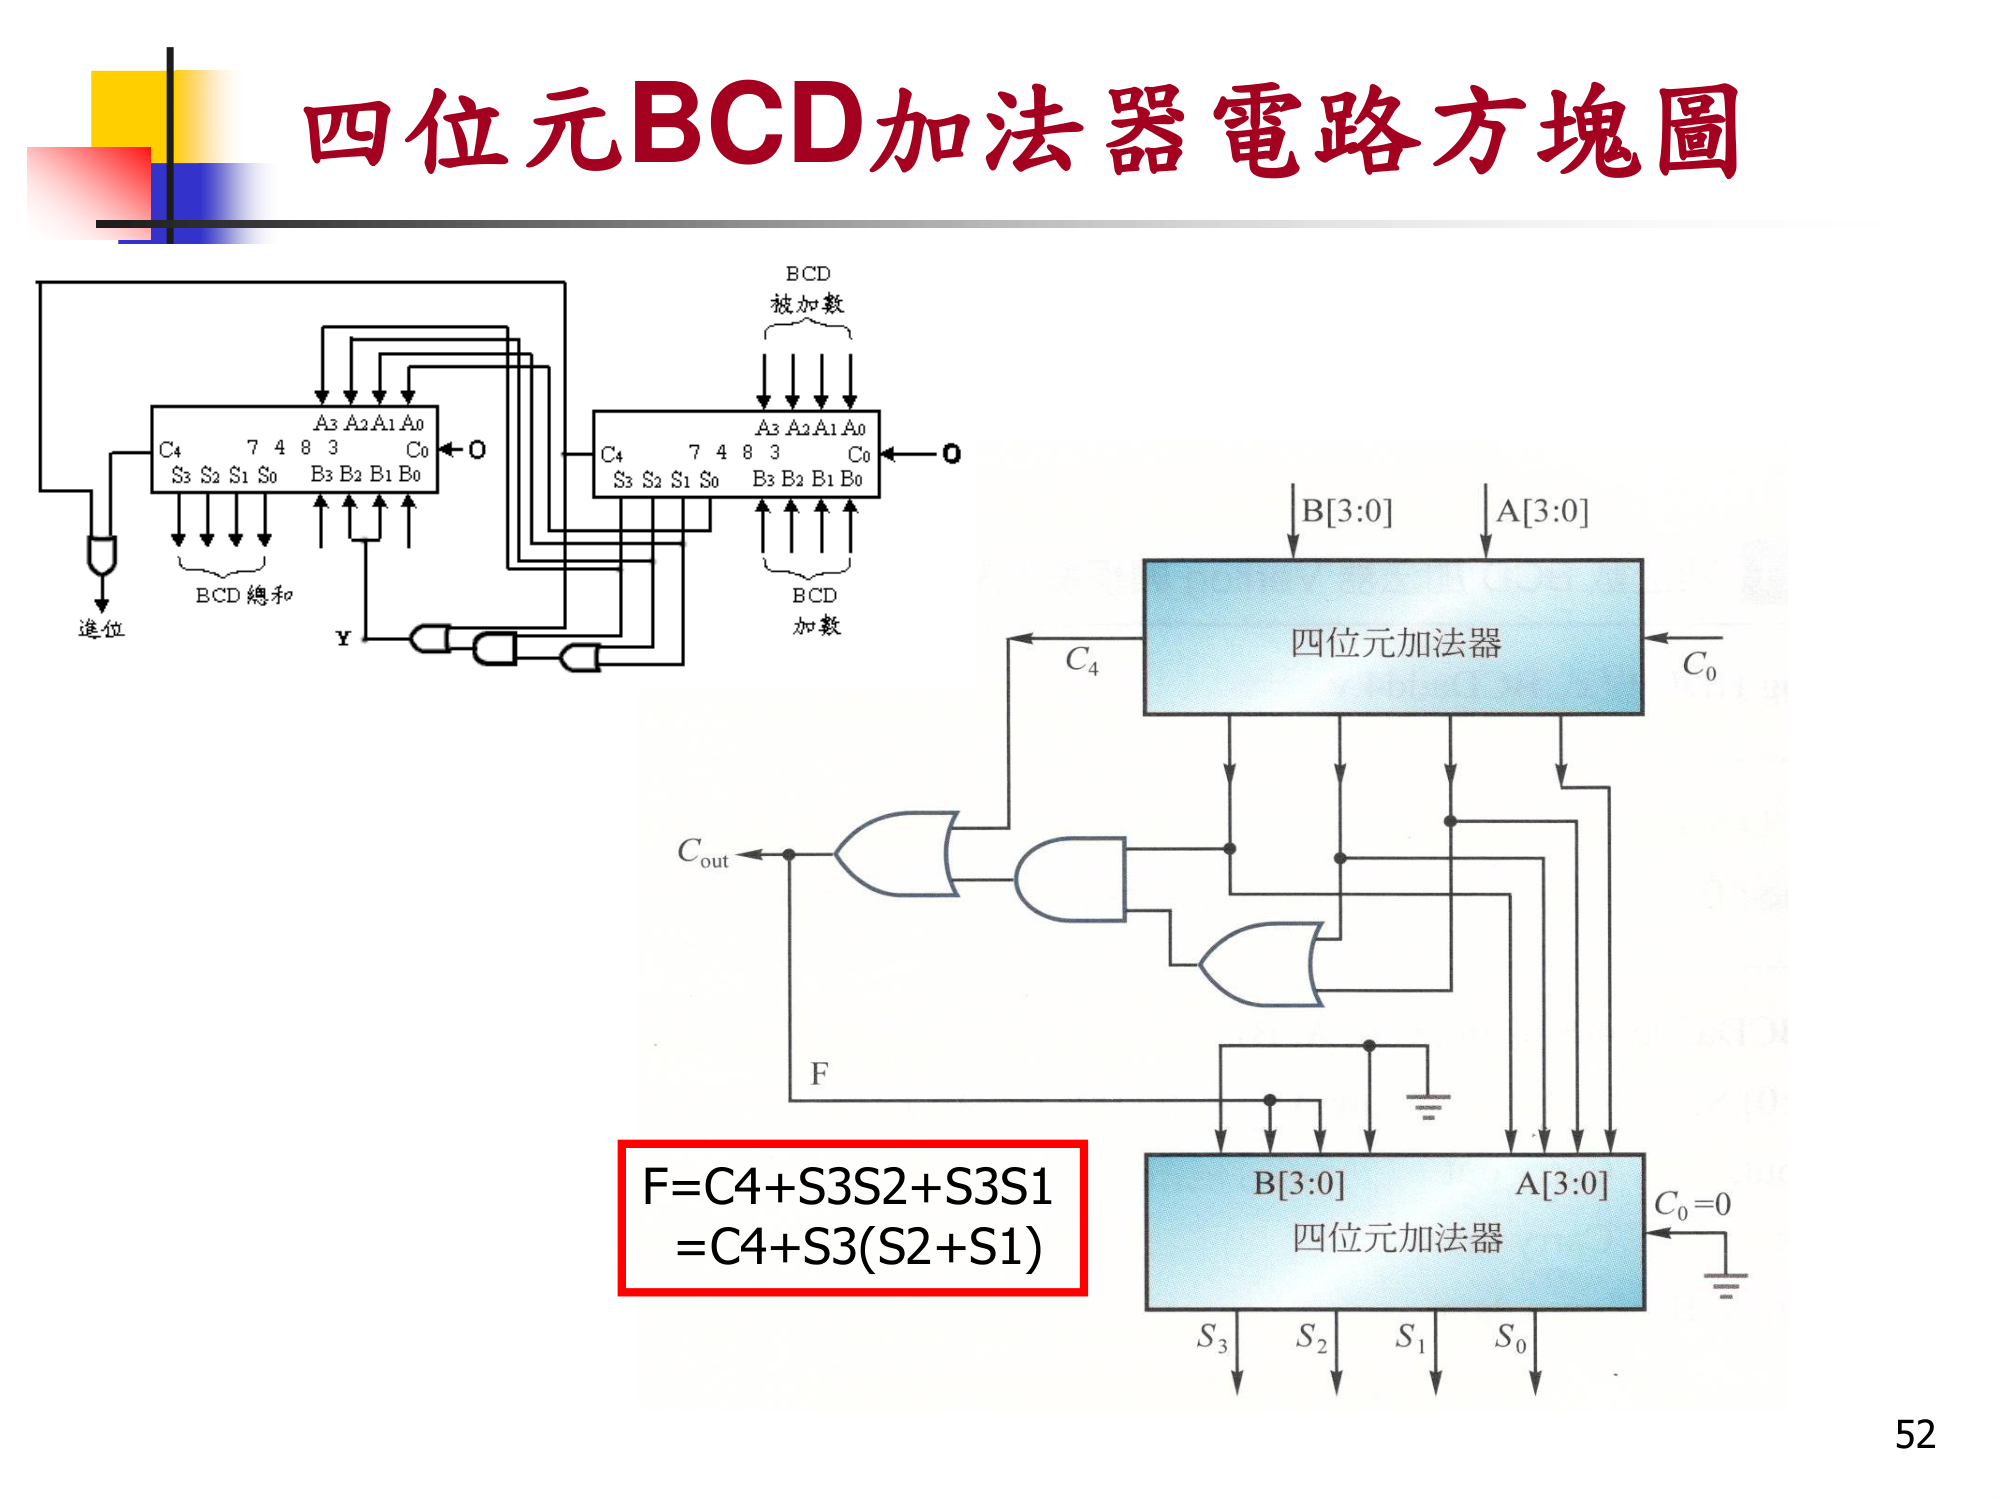 四位元BCD加法器電路方塊圖
BCD
被加數
A3 A2 A1 A0
C4 7 4 8 3 C0 0
S3 S2 S1 S0 B3 B2 B1 B0
A3 A2 A1 A0
C4 7 4 8 3 C0 0
S3 S2 S1 S0 B3 B2 B1 B0
BCD 總和
進位
Y
BCD
加數
B[3:0] A[3:0]
四位元加法器
C4
C0
Cout
F
F=C4+S3S2+S3S1
=C4+S3(S2+S1)
B[3:0] A[3:0]
四位元加法器
C0=0
S3 S2 S1 S0
52